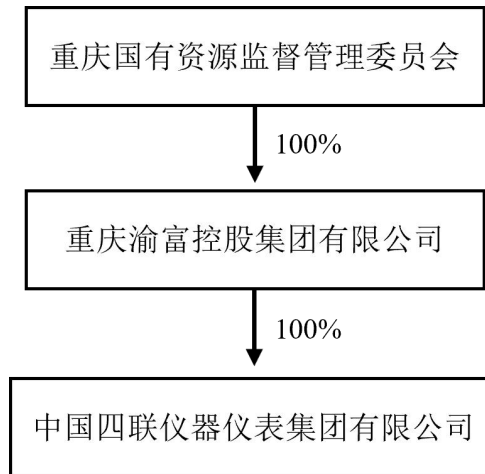 重庆国有资源监督管理委员会
100%
重庆渝富控股集团有限公司
100%
中国四联仪器仪表集团有限公司